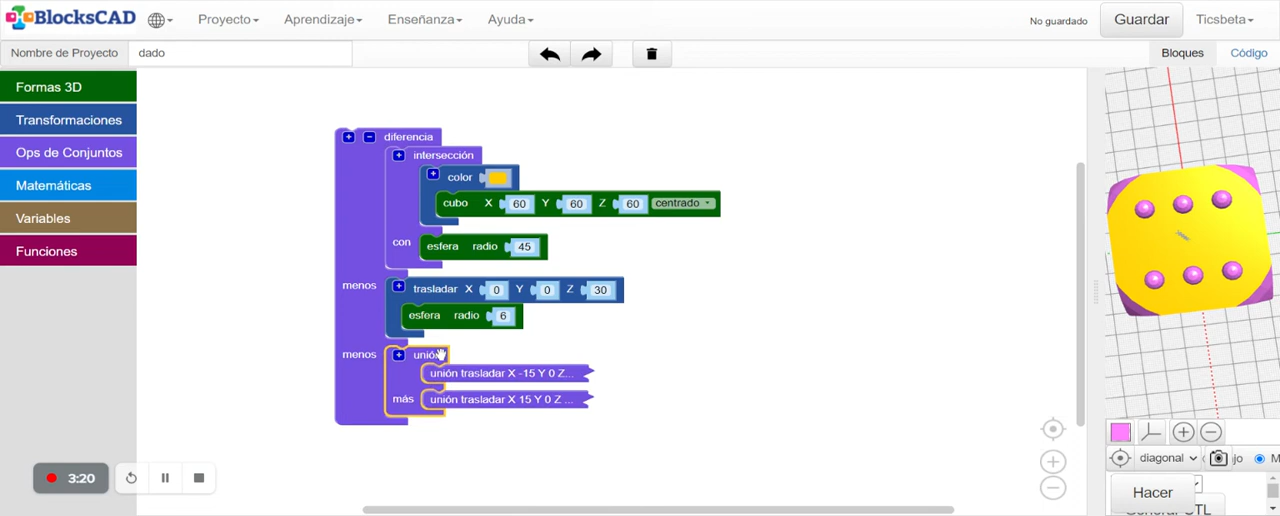 BlocksCAD
Proyecto
Aprendizaje
Enseñanza
Ayuda
No guardado
Guardar
Ticsbeta
Nombre de Proyecto
dado
Bloques
Código
Formas 3D
Transformaciones
Ops de Conjuntos
Matemáticas
Variables
Funciones
+ - diferencia
+ intersección
+ color
cubo X 60 Y 60 Z 60 centrado
con esfera radio 45
menos + trasladar X 0 Y 0 Z 30
esfera radio 6
menos + unión
unión trasladar X -15 Y 0 Z...
más unión trasladar X 15 Y 0 Z ...
3:20
diagonal
jo
M
Hacer